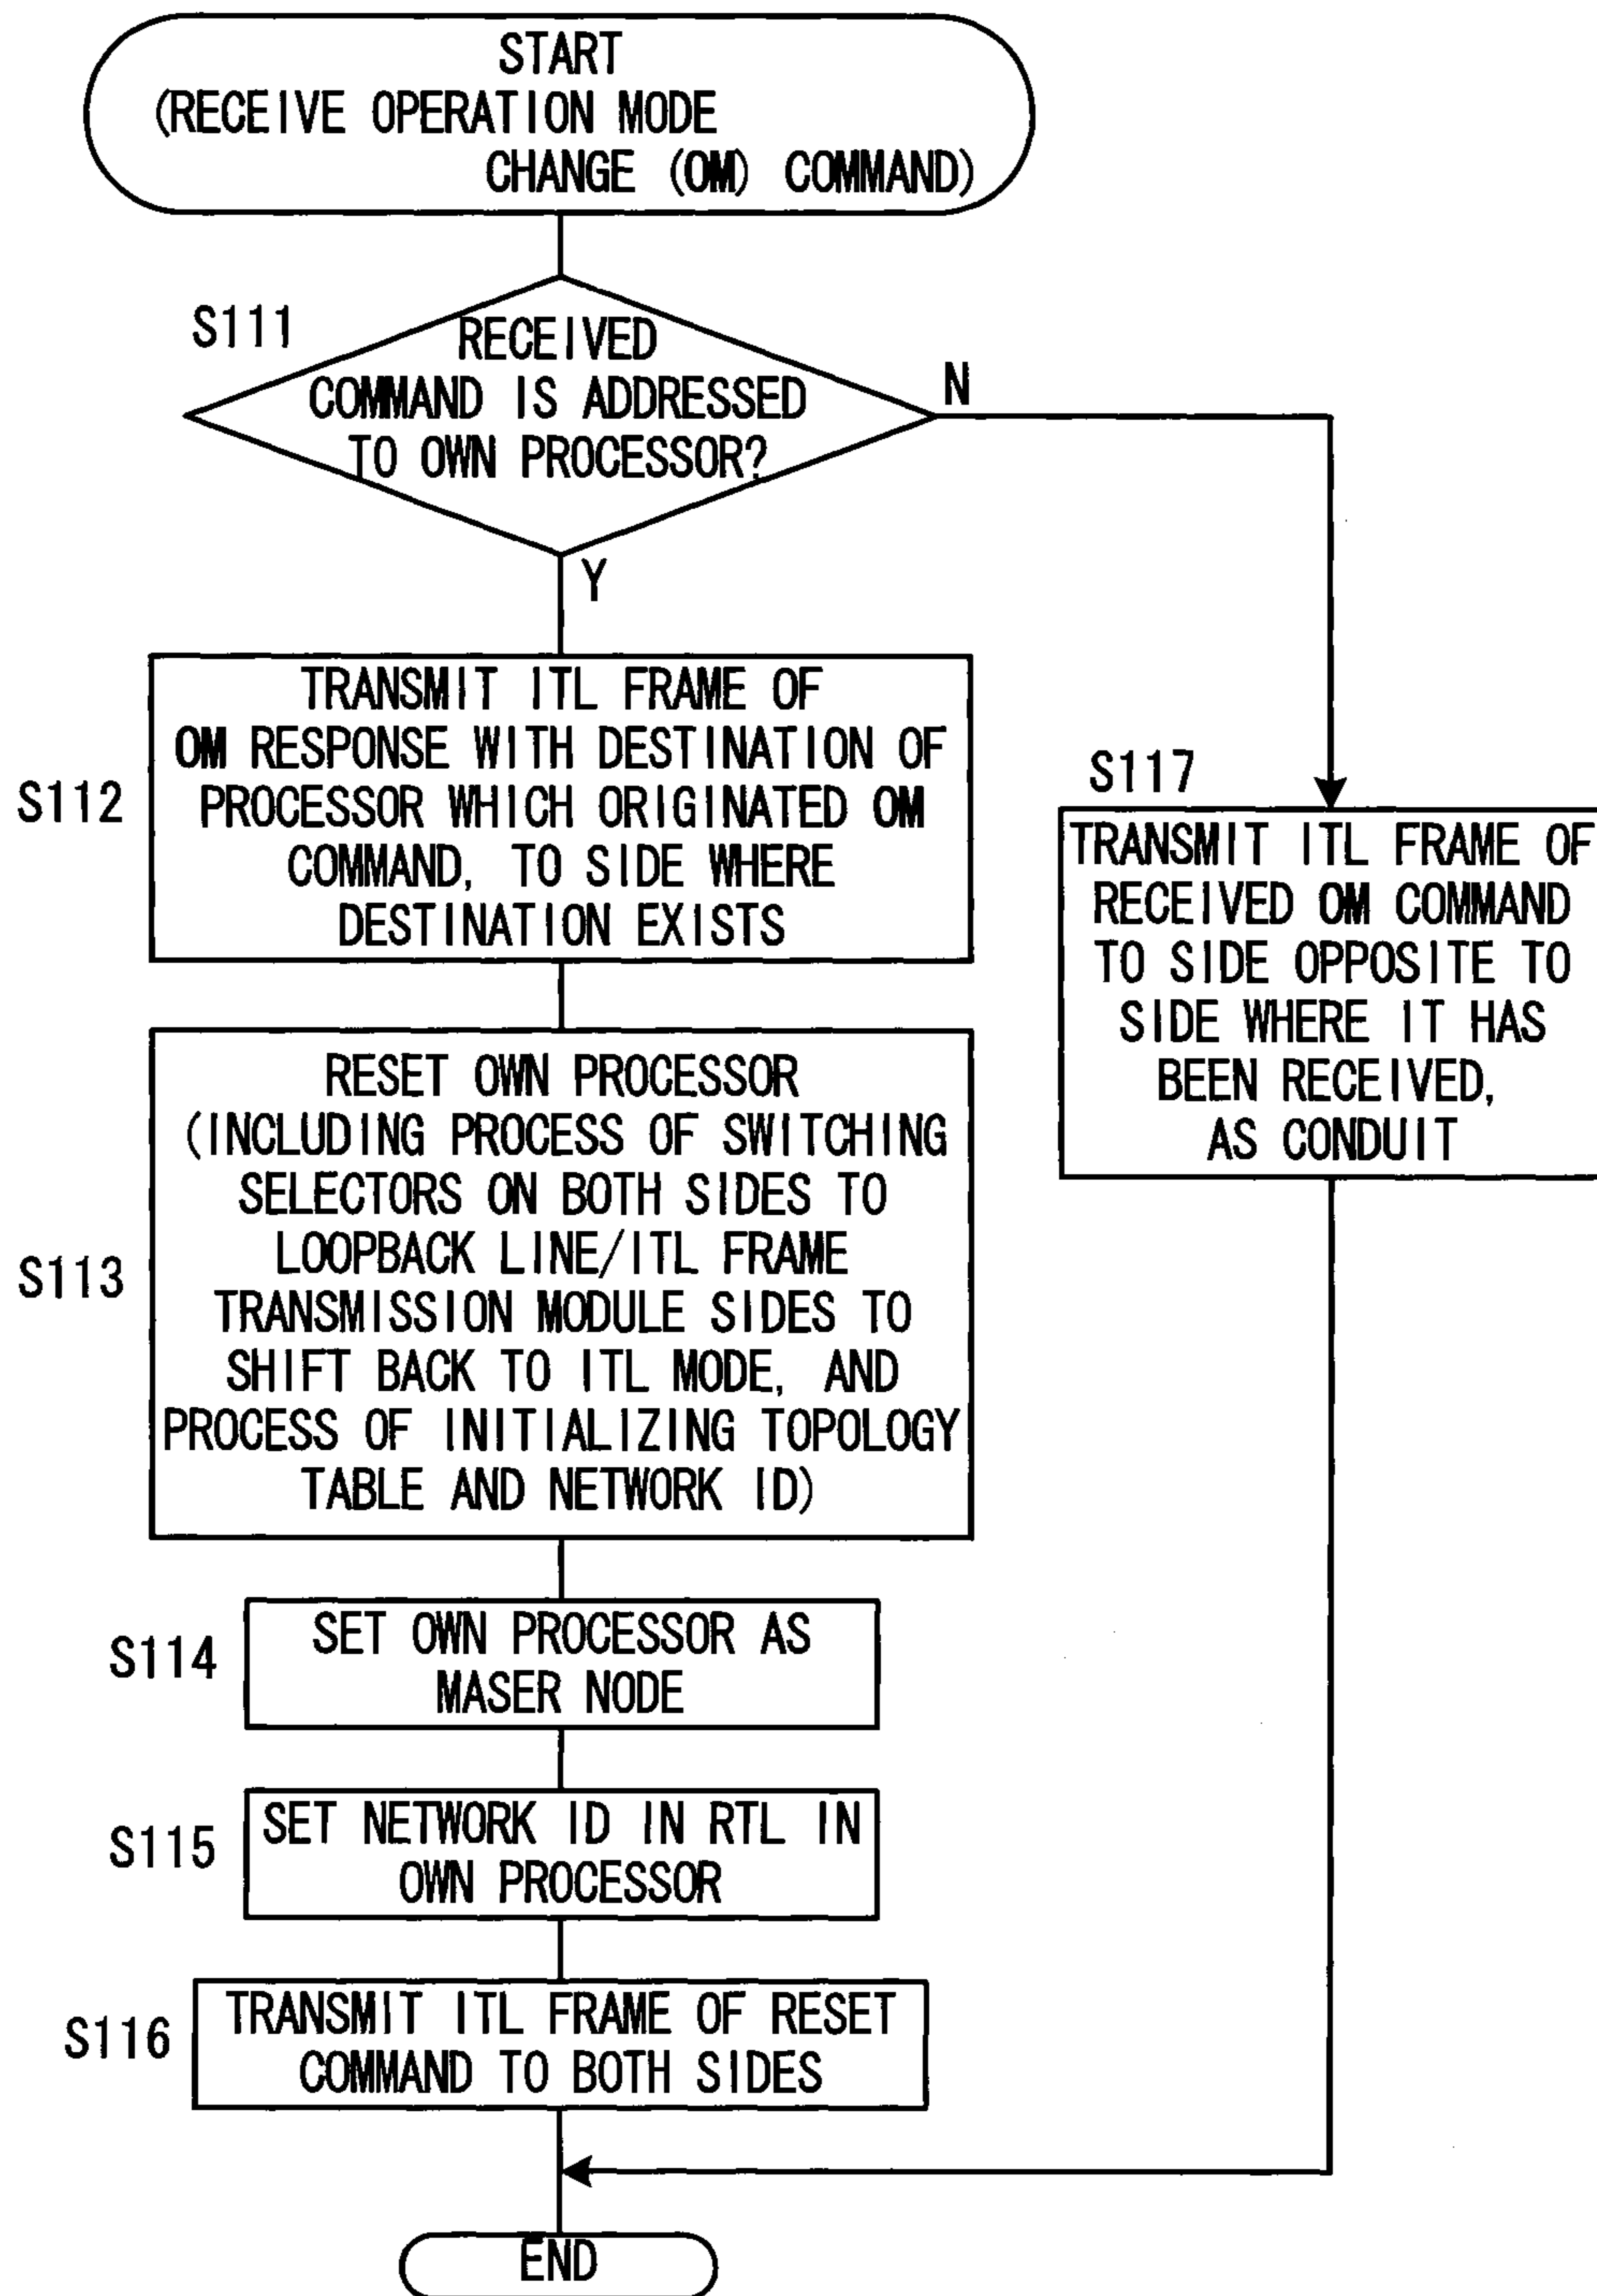 START
(RECEIVE OPERATION MODE
CHANGE (OM) COMMAND)
S111
RECEIVED
COMMAND IS ADDRESSED
TO OWN PROCESSOR?
N
Y
S112
TRANSMIT ITL FRAME OF
OM RESPONSE WITH DESTINATION OF
PROCESSOR WHICH ORIGINATED OM
COMMAND, TO SIDE WHERE
DESTINATION EXISTS
S117
TRANSMIT ITL FRAME OF
RECEIVED OM COMMAND
TO SIDE OPPOSITE TO
SIDE WHERE IT HAS
BEEN RECEIVED,
AS CONDUIT
S113
RESET OWN PROCESSOR
(INCLUDING PROCESS OF SWITCHING
SELECTORS ON BOTH SIDES TO
LOOPBACK LINE/ITL FRAME
TRANSMISSION MODULE SIDES TO
SHIFT BACK TO ITL MODE, AND
PROCESS OF INITIALIZING TOPOLOGY
TABLE AND NETWORK ID)
S114
SET OWN PROCESSOR AS
MASER NODE
S115
SET NETWORK ID IN RTL IN
OWN PROCESSOR
S116
TRANSMIT ITL FRAME OF RESET
COMMAND TO BOTH SIDES
END